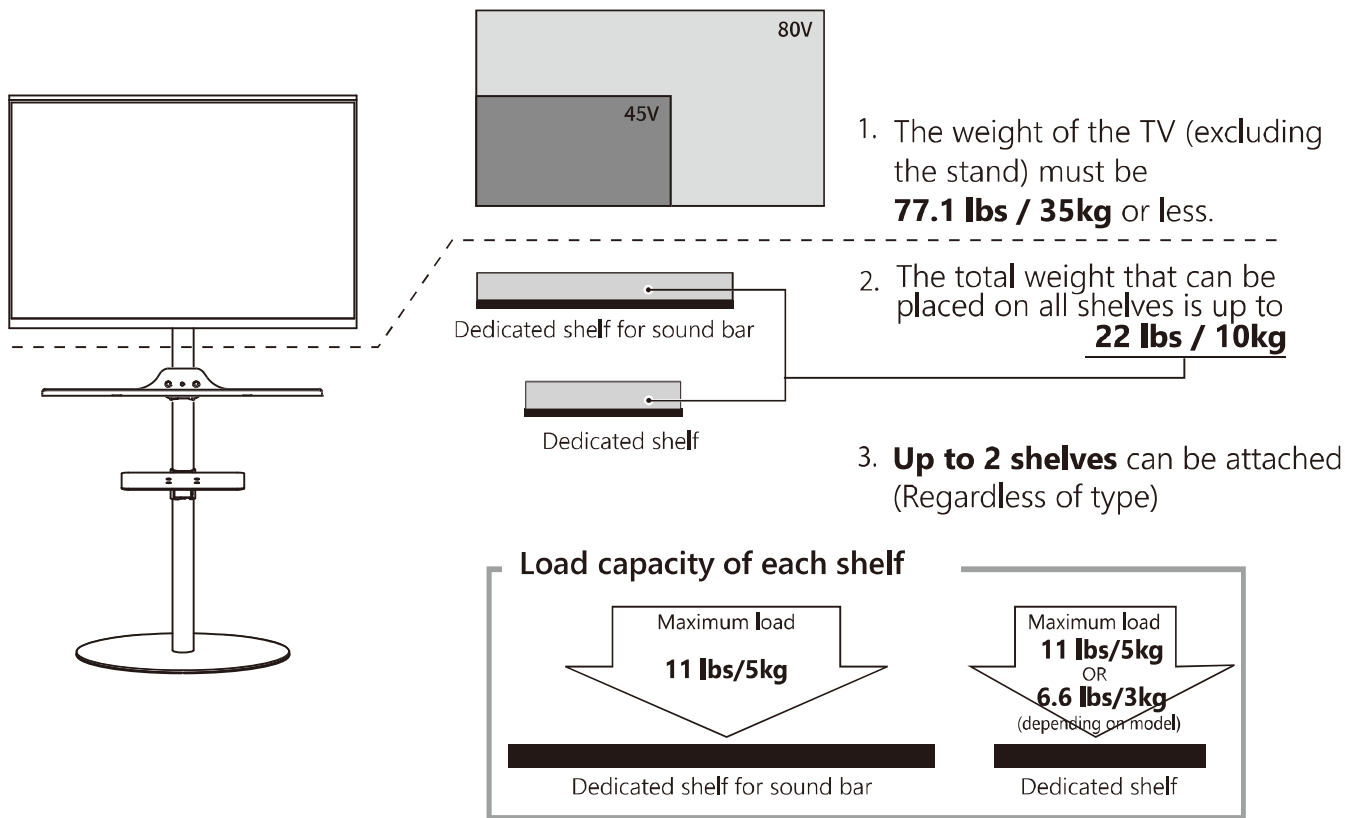 80V
45V
1. The weight of the TV (excluding
the stand) must be
77.1 lbs / 35kg or less.
Dedicated shelf for sound bar
Dedicated shelf
2. The total weight that can be
placed on all shelves is up to
22 lbs / 10kg
3. Up to 2 shelves can be attached
(Regardless of type)
Load capacity of each shelf
Maximum load
11 lbs/5kg
Dedicated shelf for sound bar
Maximum load
11 lbs/5kg
OR
6.6 lbs/3kg
(depending on model)
Dedicated shelf